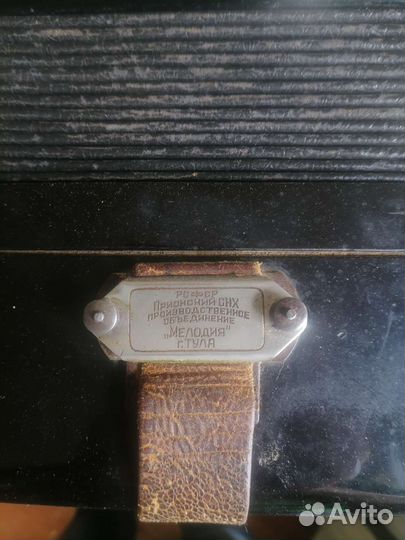 РСФСР
ПРИОКСКИЙ СНХ
ПРОИЗВОДСТВЕННОЕ
ОБЪЕДИНЕНИЕ
„МЕЛОДИЯ"
г. ТУЛА
Avito